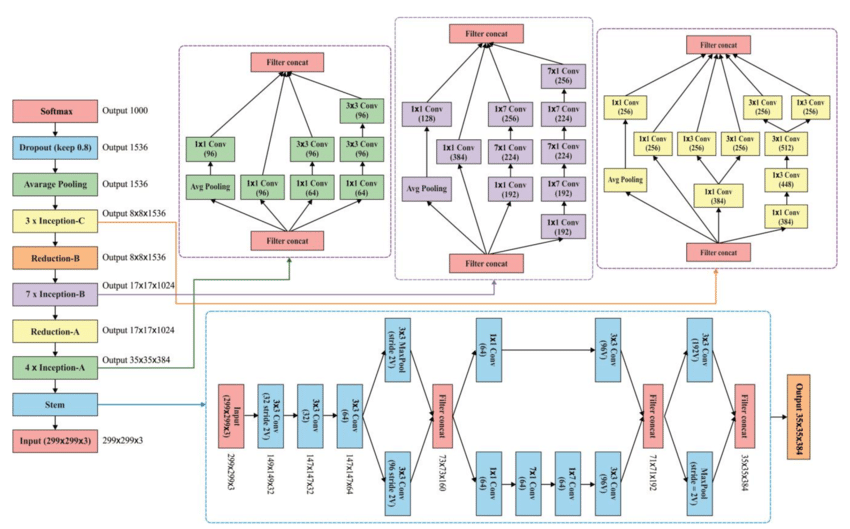 Softmax
Output 1000
Dropout (keep 0.8)
Output 1536
Avarage Pooling
Output 1536
3 x Inception-C
Output 8x8x1536
Reduction-B
Output 8x8x1536
7 x Inception-B
Output 17x17x1024
Reduction-A
Output 17x17x1024
4 x Inception-A
Output 35x35x384
Stem
Input (299x299x3)
299x299x3
Filter concat
3x3 Conv
(96)
1x1 Conv
(96)
3x3 Conv
(96)
3x3 Conv
(96)
Avg Pooling
1x1 Conv
(96)
1x1 Conv
(64)
1x1 Conv
(64)
Filter concat
Filter concat
7x1 Conv
(256)
1x1 Conv
(128)
1x7 Conv
(256)
1x7 Conv
(224)
1x1 Conv
(384)
7x1 Conv
(224)
7x1 Conv
(224)
Avg Pooling
1x1 Conv
(192)
1x7 Conv
(192)
1x1 Conv
(192)
Filter concat
Filter concat
1x1 Conv
(256)
3x1 Conv
(256)
1x3 Conv
(256)
1x1 Conv
(256)
1x3 Conv
(256)
3x1 Conv
(256)
3x1 Conv
(512)
Avg Pooling
1x3 Conv
(448)
1x1 Conv
(384)
1x1 Conv
(384)
Filter concat
Input
(299x299x3)
299x299x3
3x3 Conv
(32 stride 2V)
149x149x32
3x3 Conv
(32)
147x147x32
3x3 Conv
(64)
147x147x64
3x3 MaxPool
(stride 2V)
3x3 Conv
(96 stride 2V)
Filter concat
73x73x160
1x1 Conv
(64)
3x3 Conv
(96V)
1x1 Conv
(64)
7x1 Conv
(64)
1x7 Conv
(64)
3x3 Conv
(96V)
Filter concat
71x71x192
3x3 Conv
(192V)
MaxPool
(stride = 2V)
Filter concat
35x35x384
Output 35x35x384